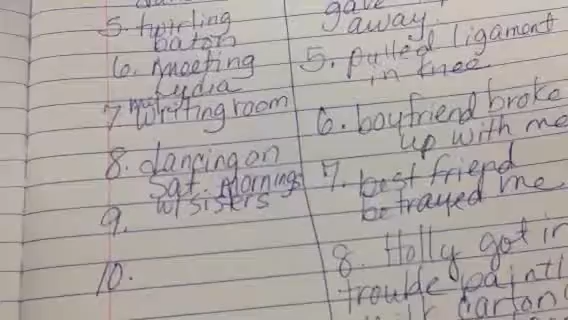 5. twirling
baton
6. meeting
Lydia
7. my writing room
8. dancing on
Sat. Mornings
w/ sisters
9.
10.
gave
away.
5. pulled ligament
in knee
6. boyfriend broke
up with me
7. best friend
betrayed me
8. Holly got in
trouble
carton